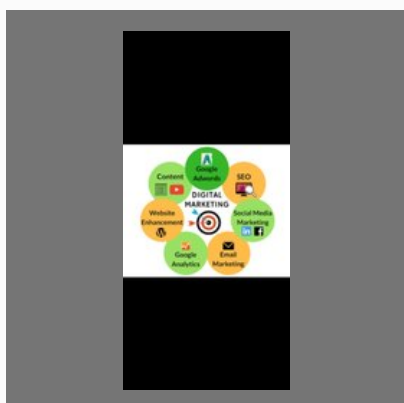 Google
Adwords
SEO
Social Media
Marketing
Email
Marketing
Google
Analytics
Website
Enhancement
Content
DIGITAL
MARKETING